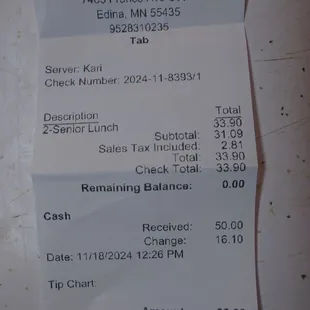 Edina, MN 55435
9528310235
Tab
Server: Kari
Check Number: 2024-11-8393/1
Description Total
2-Senior Lunch 33.90
Subtotal: 31.09
Sales Tax Included: 2.81
Total: 33.90
Check Total: 33.90
Remaining Balance: 0.00
Cash
Received: 50.00
Change: 16.10
Date: 11/18/2024 12:26 PM
Tip Chart: